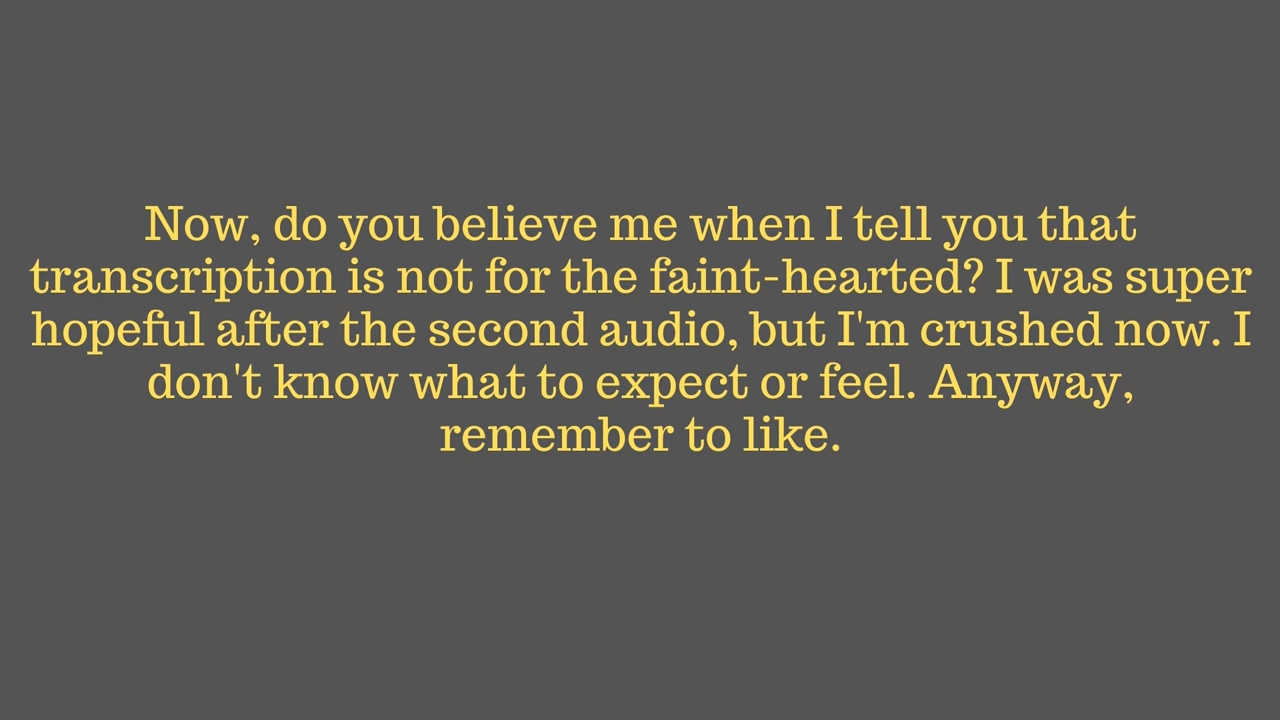 Now, do you believe me when I tell you that
transcription is not for the faint-hearted? I was super
hopeful after the second audio, but I'm crushed now. I
don't know what to expect or feel. Anyway,
remember to like.